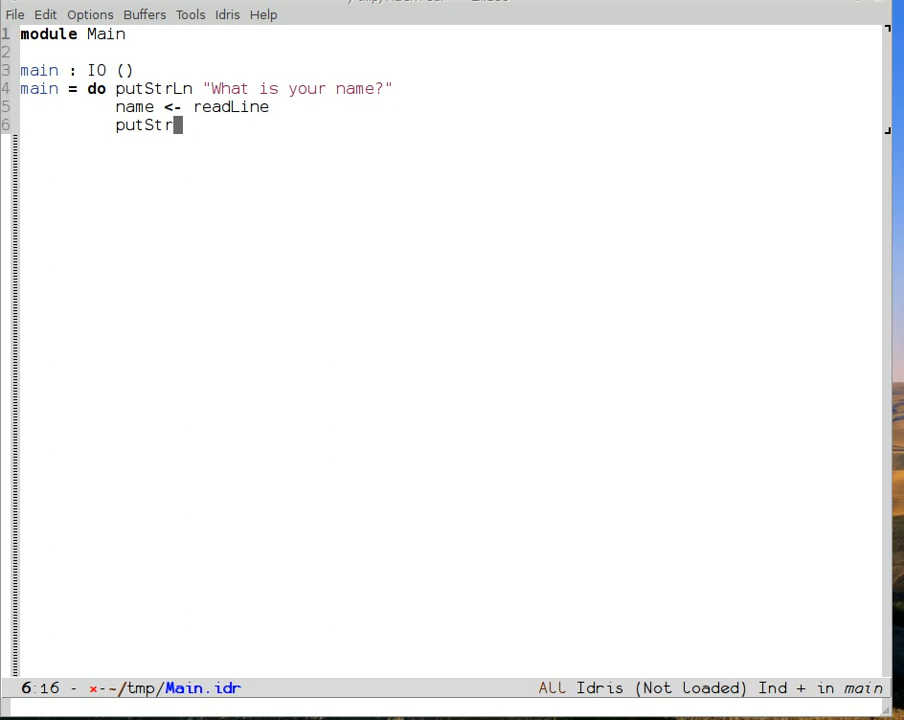 File Edit Options Buffers Tools Idris Help
1 module Main
2
3 main : IO ()
4 main = do putStrLn "What is your name?"
5 name <- readLine
6 putStr
6:16 - ×--~/tmp/Main.idr ALL Idris (Not Loaded) Ind + in main